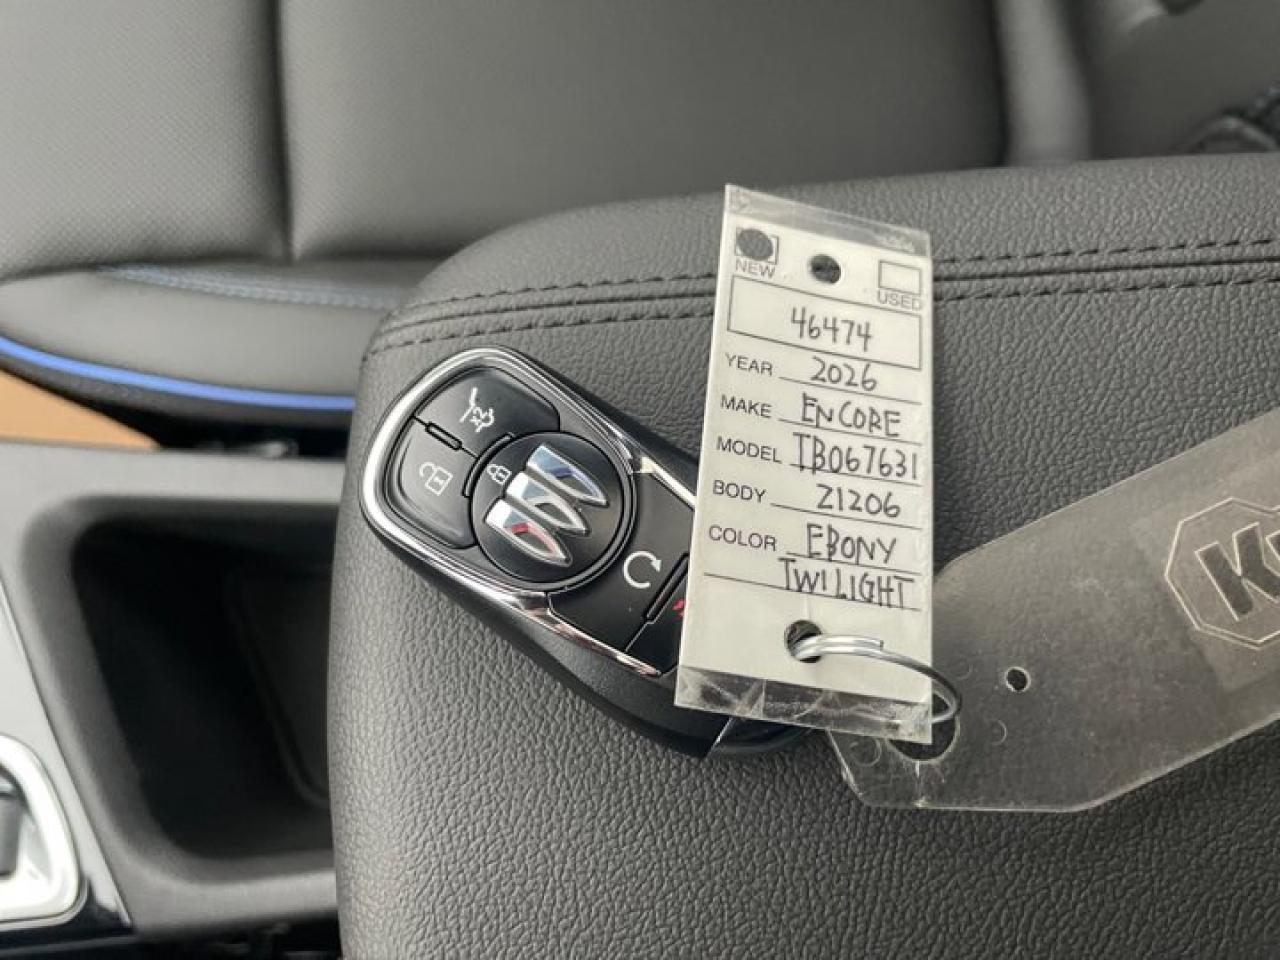 NEW
USED
46474
YEAR 2026
MAKE ENCORE
MODEL TB067631
BODY Z1206
COLOR EBONY
TWILIGHT